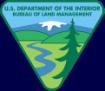 U.S. DEPARTMENT OF THE INTERIOR
BUREAU OF LAND MANAGEMENT